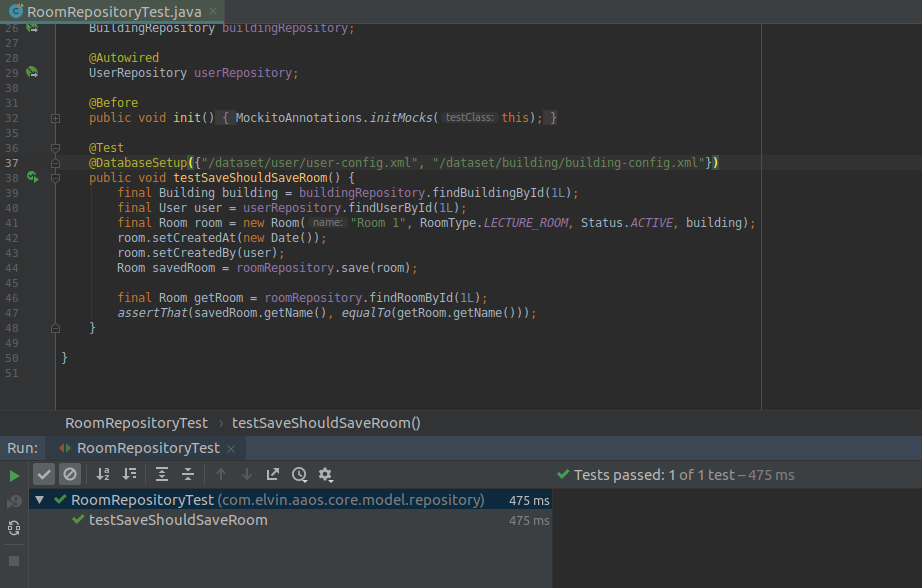 RoomRepositoryTest.java
26 BuildingRepository buildingRepository;
27
28 @Autowired
29 UserRepository userRepository;
30
31 @Before
32 public void init() { MockitoAnnotations.initMocks( testClass: this); }
35
36 @Test
37 @DatabaseSetup({"/dataset/user/user-config.xml", "/dataset/building/building-config.xml"})
38 public void testSaveShouldSaveRoom() {
39 final Building building = buildingRepository.findBuildingById(1L);
40 final User user = userRepository.findUserById(1L);
41 final Room room = new Room( name: "Room 1", RoomType.LECTURE_ROOM, Status.ACTIVE, building);
42 room.setCreatedAt(new Date());
43 room.setCreatedBy(user);
44 Room savedRoom = roomRepository.save(room);
45
46 final Room getRoom = roomRepository.findRoomById(1L);
47 assertThat(savedRoom.getName(), equalTo(getRoom.getName()));
48 }
49
50 }
51
RoomRepositoryTest › testSaveShouldSaveRoom()
Run: RoomRepositoryTest
Tests passed: 1 of 1 test – 475 ms
RoomRepositoryTest (com.elvin.aaos.core.model.repository) 475 ms
testSaveShouldSaveRoom 475 ms